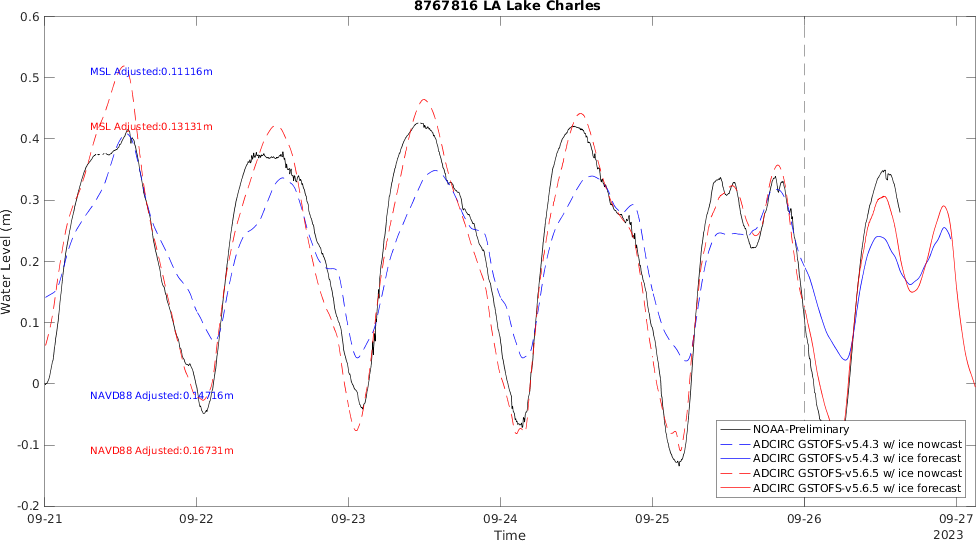 8767816 LA Lake Charles
0.6
0.5
0.4
0.3
0.2
0.1
0
-0.1
-0.2
Water Level (m)
MSL Adjusted:0.11116m
MSL Adjusted:0.13131m
NAVD88 Adjusted:0.14716m
NAVD88 Adjusted:0.16731m
NOAA-Preliminary
ADCIRC GSTOFS-v5.4.3 w/ ice nowcast
ADCIRC GSTOFS-v5.4.3 w/ ice forecast
ADCIRC GSTOFS-v5.6.5 w/ ice nowcast
ADCIRC GSTOFS-v5.6.5 w/ ice forecast
09-21 09-22 09-23 09-24 09-25 09-26 09-27
Time
2023